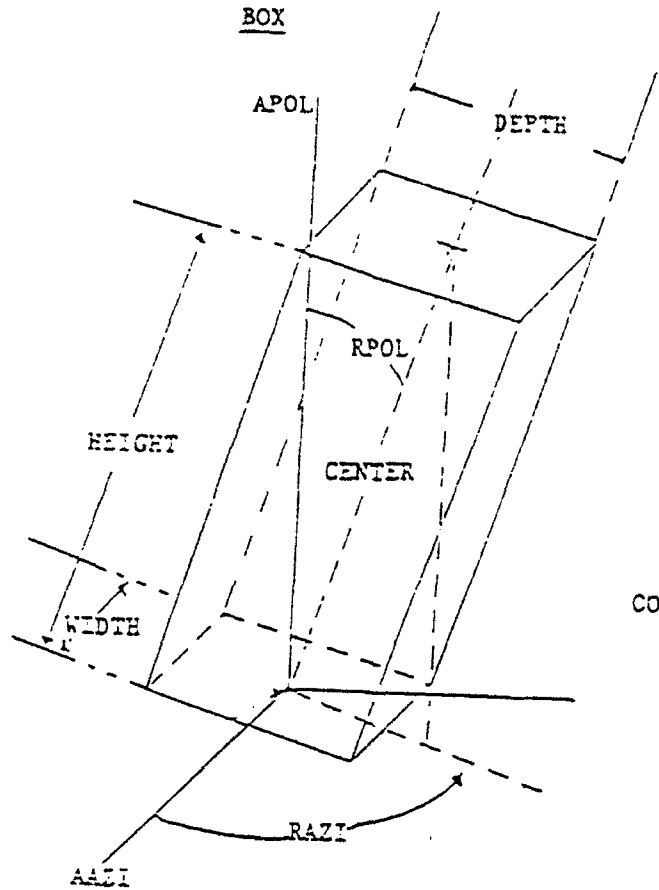 BOX
APOL
DEPTH
RPOL
HEIGHT
CENTER
CO
WIDTH
RAZI
AAZI